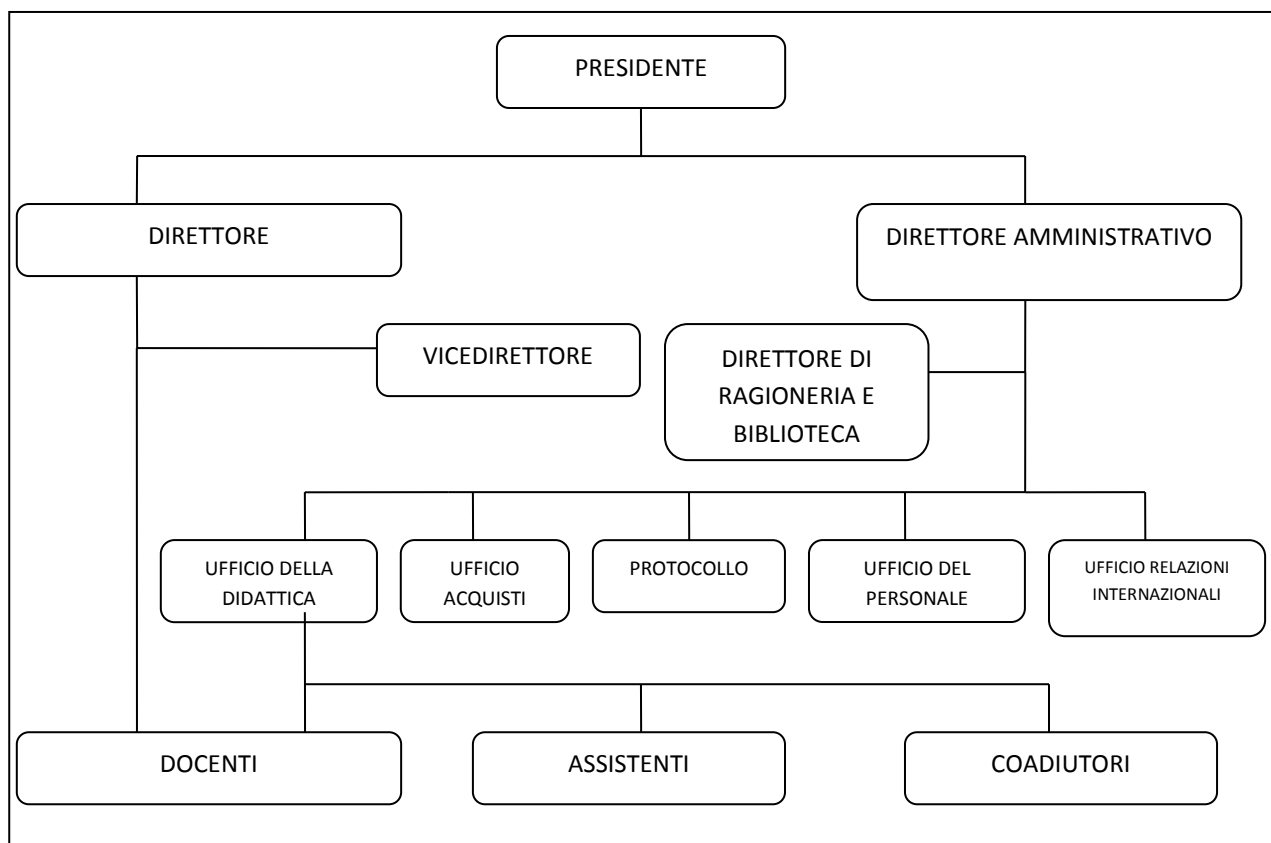 PRESIDENTE
DIRETTORE
DIRETTORE AMMINISTRATIVO
VICEDIRETTORE
DIRETTORE DI
RAGIONERIA E
BIBLIOTECA
UFFICIO DELLA
DIDATTICA
UFFICIO
ACQUISTI
PROTOCOLLO
UFFICIO DEL
PERSONALE
UFFICIO RELAZIONI
INTERNAZIONALI
DOCENTI
ASSISTENTI
COADIUTORI